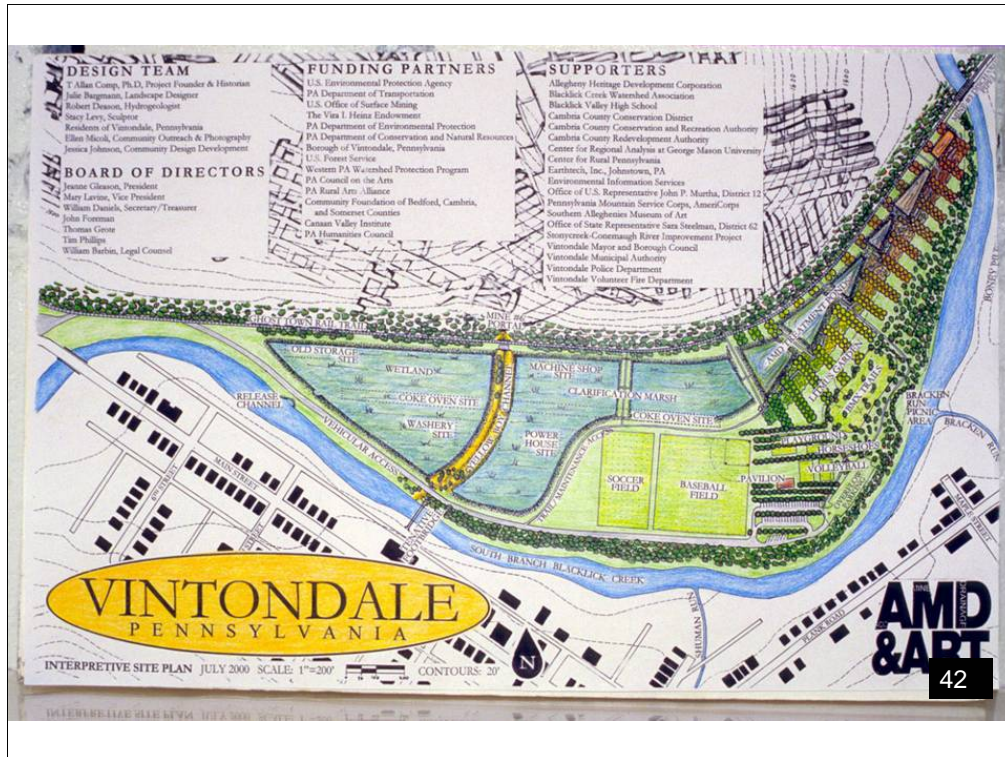 DESIGN TEAM
T Allan Comp, Ph.D, Project Founder & Historian
Julie Bargmann, Landscape Designer
Robert Deason, Hydrogeologist
Stacy Levy, Sculptor
Residents of Vintondale, Pennsylvania
Ellen Micoli, Community Outreach & Photography
Jessica Johnson, Community Design Development
BOARD OF DIRECTORS
Jeanne Gleason, President
Mary Lavine, Vice President
William Daniels, Secretary/Treasurer
John Foreman
Thomas Grote
Tim Phillips
William Barbin, Legal Counsel
FUNDING PARTNERS
U.S. Environmental Protection Agency
PA Department of Transportation
U.S. Office of Surface Mining
The Vira I. Heinz Endowment
PA Department of Environmental Protection
PA Department of Conservation and Natural Resources
Borough of Vintondale, Pennsylvania
U.S. Forest Service
Western PA Watershed Protection Program
PA Council on the Arts
PA Rural Arts Alliance
Community Foundation of Bedford, Cambria,
and Somerset Counties
Canaan Valley Institute
PA Humanities Council
SUPPORTERS
Allegheny Heritage Development Corporation
Blacklick Creek Watershed Association
Blacklick Valley High School
Cambria County Conservation District
Cambria County Conservation and Recreation Authority
Cambria County Redevelopment Authority
Center for Regional Analysis at George Mason University
Center for Rural Pennsylvania
Earthtech, Inc., Johnstown, PA
Environmental Information Services
Office of U.S. Representative John P. Murtha, District 12
Pennsylvania Mountain Service Corps, AmeriCorps
Southern Alleghenies Museum of Art
Office of State Representative Sara Steelman, District 62
Stonycreek-Conemaugh River Improvement Project
Vintondale Mayor and Borough Council
Vintondale Municipal Authority
Vintondale Police Department
Vintondale Volunteer Fire Department
GHOST TOWN RAIL TRAIL
MINE #6
PORTAL
OLD STORAGE
SITE
WETLAND
COKE OVEN SITE
WASHERY
SITE
YELLOW BOY CHANNEL
MACHINE SHOP
SITE
CLARIFICATION MARSH
COKE OVEN SITE
POWER
HOUSE
SITE
RELEASE
CHANNEL
VEHICULAR ACCESS
TRAIL MAINTENANCE ACCESS
SOCCER
FIELD
BASEBALL
FIELD
PLAYGROUND
HORSESHOES
VOLLEYBALL
PAVILION
BRACKEN
RUN
PICNIC
AREA
BRACKEN RUN
MAIN STREET
STREET
SOUTH BRANCH BLACKLICK CREEK
SHUMAN RUN
PLANK ROAD
MAPLE STREET
VINTONDALE
PENNSYLVANIA
INTERPRETIVE SITE PLAN JULY 2000 SCALE: 1"=200'
CONTOURS: 20'
N
AMD
&ART
42